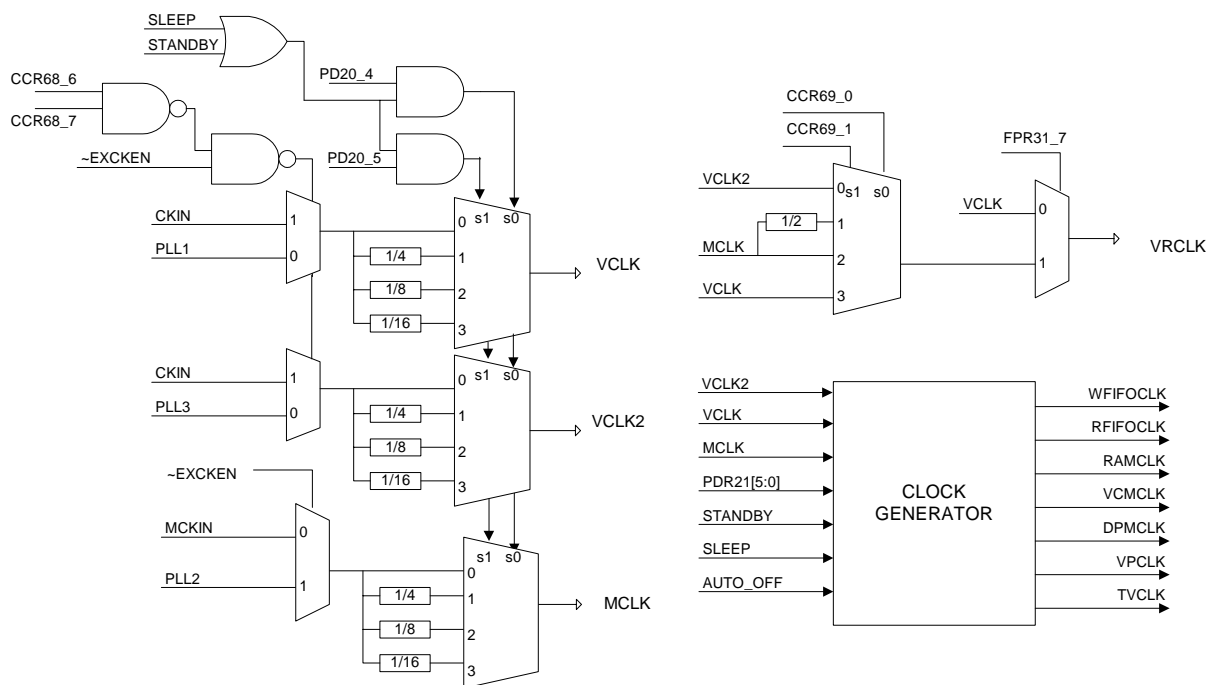 SLEEP
STANDBY
CCR68_6
CCR68_7
~EXCKEN
PD20_4
PD20_5
CKIN
PLL1
1
0
s1 s0
0
1/4 1
1/8 2
1/16 3
VCLK
CKIN
PLL3
1
0
s1 s0
0
1/4 1
1/8 2
1/16 3
VCLK2
~EXCKEN
MCKIN
PLL2
0
1
s1 s0
0
1/4 1
1/8 2
1/16 3
MCLK
CCR69_0
CCR69_1
FPR31_7
VCLK2
0 s1 s0
1/2 1
MCLK
2
VCLK
3
VCLK
0
1
VRCLK
VCLK2
VCLK
MCLK
PDR21[5:0]
STANDBY
SLEEP
AUTO_OFF
CLOCK
GENERATOR
WFIFOCLK
RFIFOCLK
RAMCLK
VCMCLK
DPMCLK
VPCLK
TVCLK